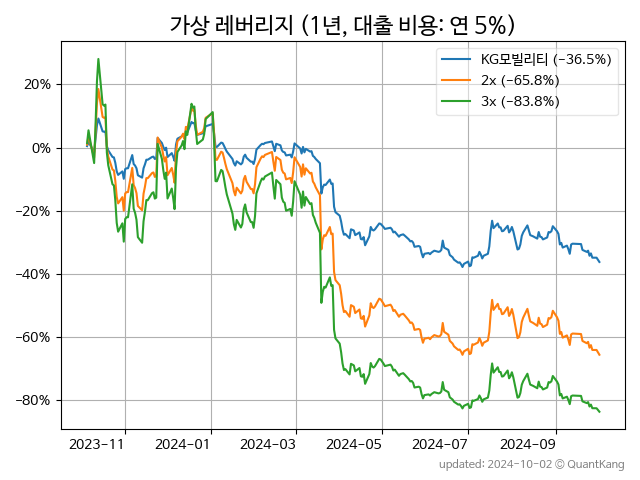 가상 레버리지 (1년, 대출 비용: 연 5%)
KG모빌리티 (−36.5%)
2x (−65.8%)
3x (−83.8%)
20%
0%
−20%
−40%
−60%
−80%
2023-11 2024-01 2024-03 2024-05 2024-07 2024-09
updated: 2024-10-02 © QuantKang